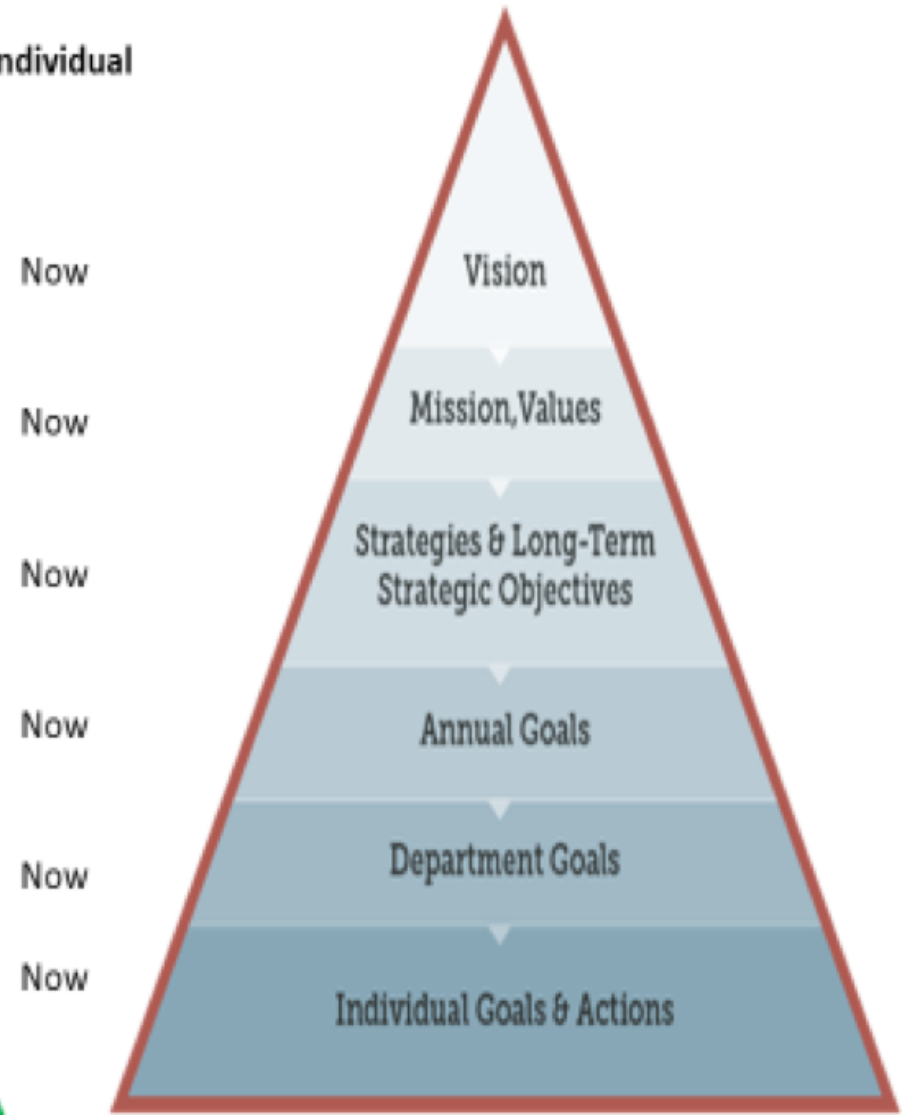 ndividual
Now
Vision
Now
Mission,Values
Now
Strategies & Long-Term
Strategic Objectives
Now
Annual Goals
Now
Department Goals
Now
Individual Goals & Actions